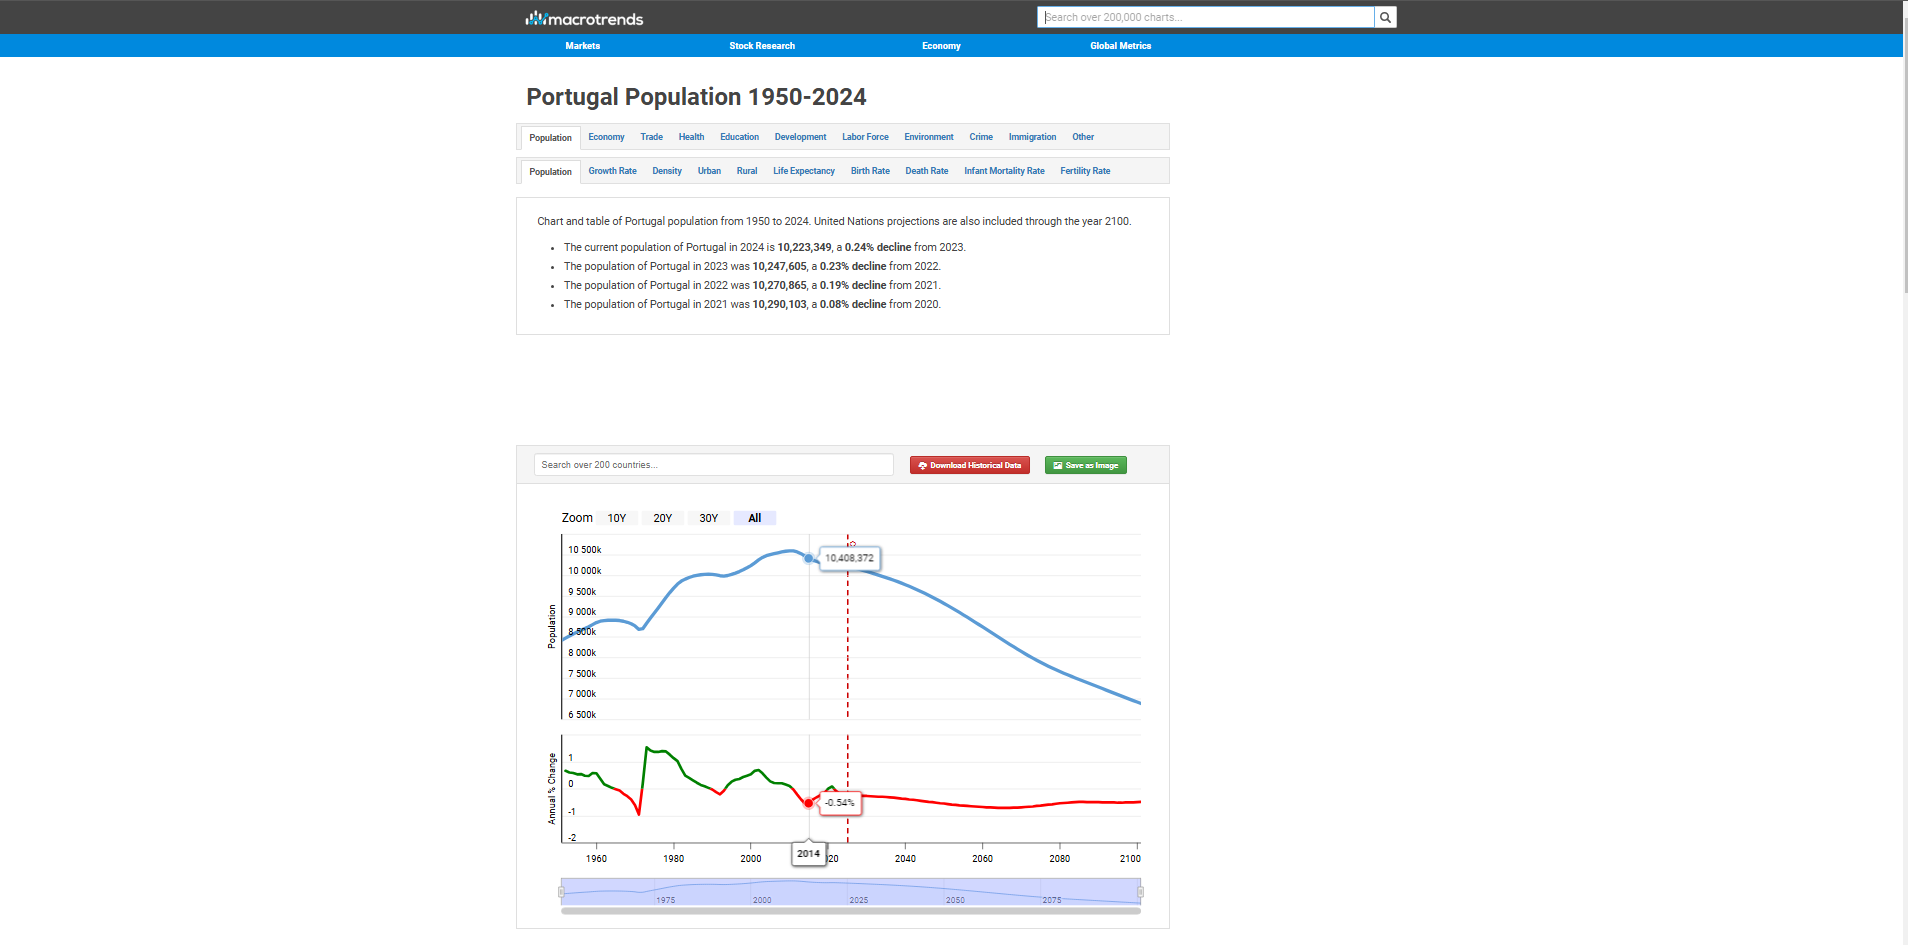 macrotrends
Search over 200,000 charts...
Markets Stock Research Economy Global Metrics
Portugal Population 1950-2024
Population Economy Trade Health Education Development Labor Force Environment Crime Immigration Other
Population Growth Rate Density Urban Rural Life Expectancy Birth Rate Death Rate Infant Mortality Rate Fertility Rate
Chart and table of Portugal population from 1950 to 2024. United Nations projections are also included through the year 2100.
• The current population of Portugal in 2024 is 10,223,349, a 0.24% decline from 2023.
• The population of Portugal in 2023 was 10,247,605, a 0.23% decline from 2022.
• The population of Portugal in 2022 was 10,270,865, a 0.19% decline from 2021.
• The population of Portugal in 2021 was 10,290,103, a 0.08% decline from 2020.
Search over 200 countries...
Download Historical Data
Save as Image
Zoom 10Y 20Y 30Y All
Population
10 500k
10 000k
9 500k
9 000k
8 500k
8 000k
7 500k
7 000k
6 500k
10,408,372
Annual % Change
1
0
-1
-2
-0.54%
1960 1980 2000 2014 20 2040 2060 2080 2100
1975 2000 2025 2050 2075